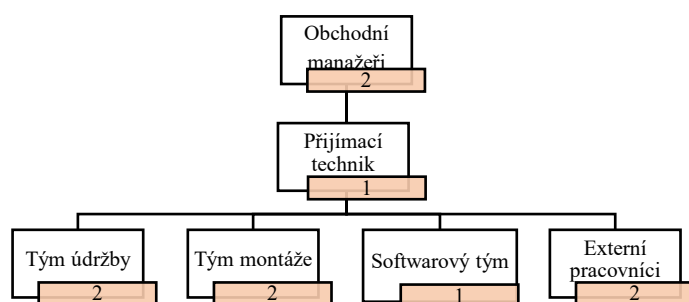 Obchodní
manažeři
2
Přijímací
technik
1
Tým údržby
2
Tým montáže
2
Softwarový tým
1
Externí
pracovníci
2